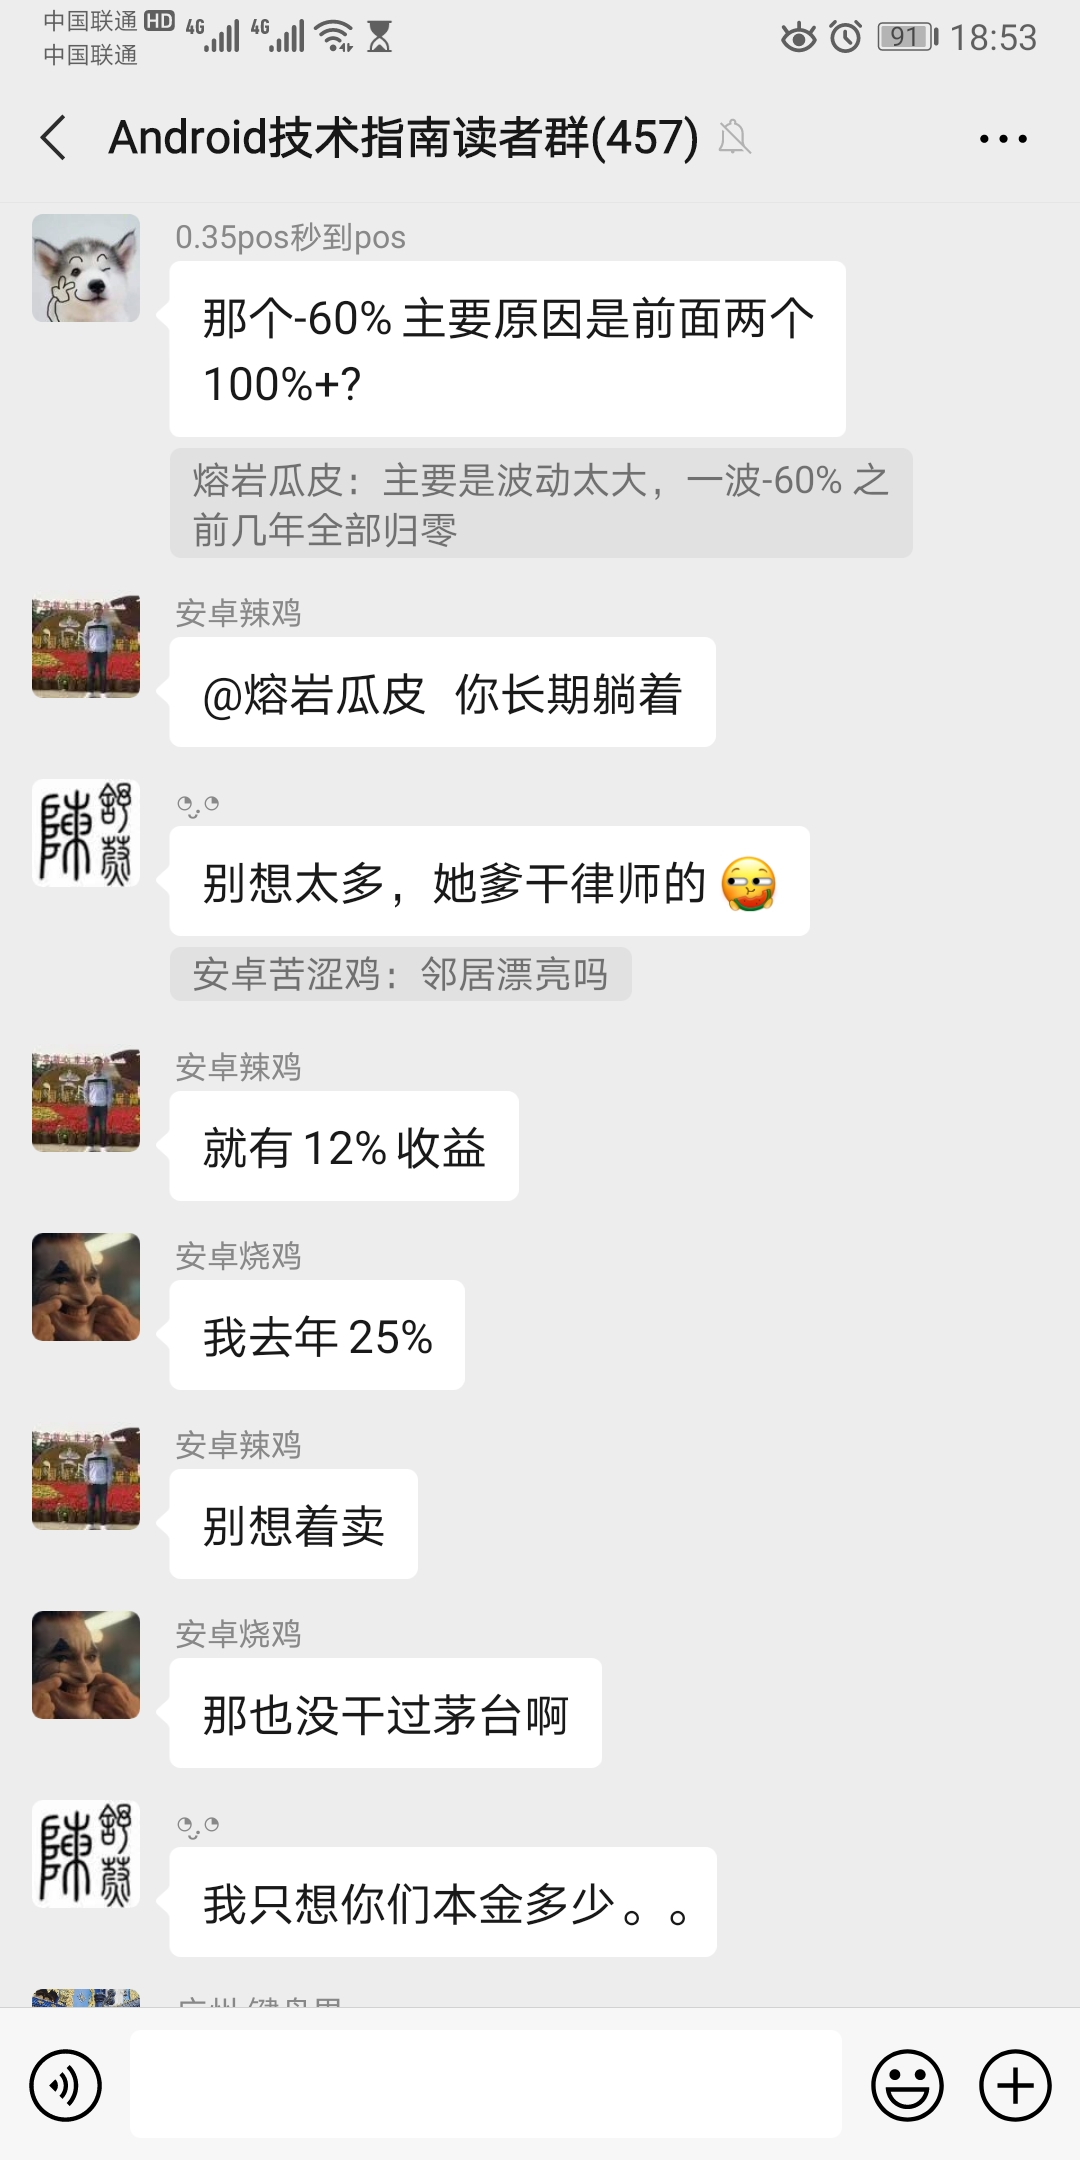 中国联通 HD 4G 4G 91 18:53
中国联通
Android技术指南读者群(457)
0.35pos秒到pos
那个-60% 主要原因是前面两个
100%+?
熔岩瓜皮：主要是波动太大，一波-60% 之
前几年全部归零
安卓辣鸡
@熔岩瓜皮 你长期躺着
陳舒燊
别想太多，她爹干律师的
安卓苦涩鸡：邻居漂亮吗
安卓辣鸡
就有 12% 收益
安卓烧鸡
我去年 25%
安卓辣鸡
别想着卖
安卓烧鸡
那也没干过茅台啊
我只想你们本金多少。。